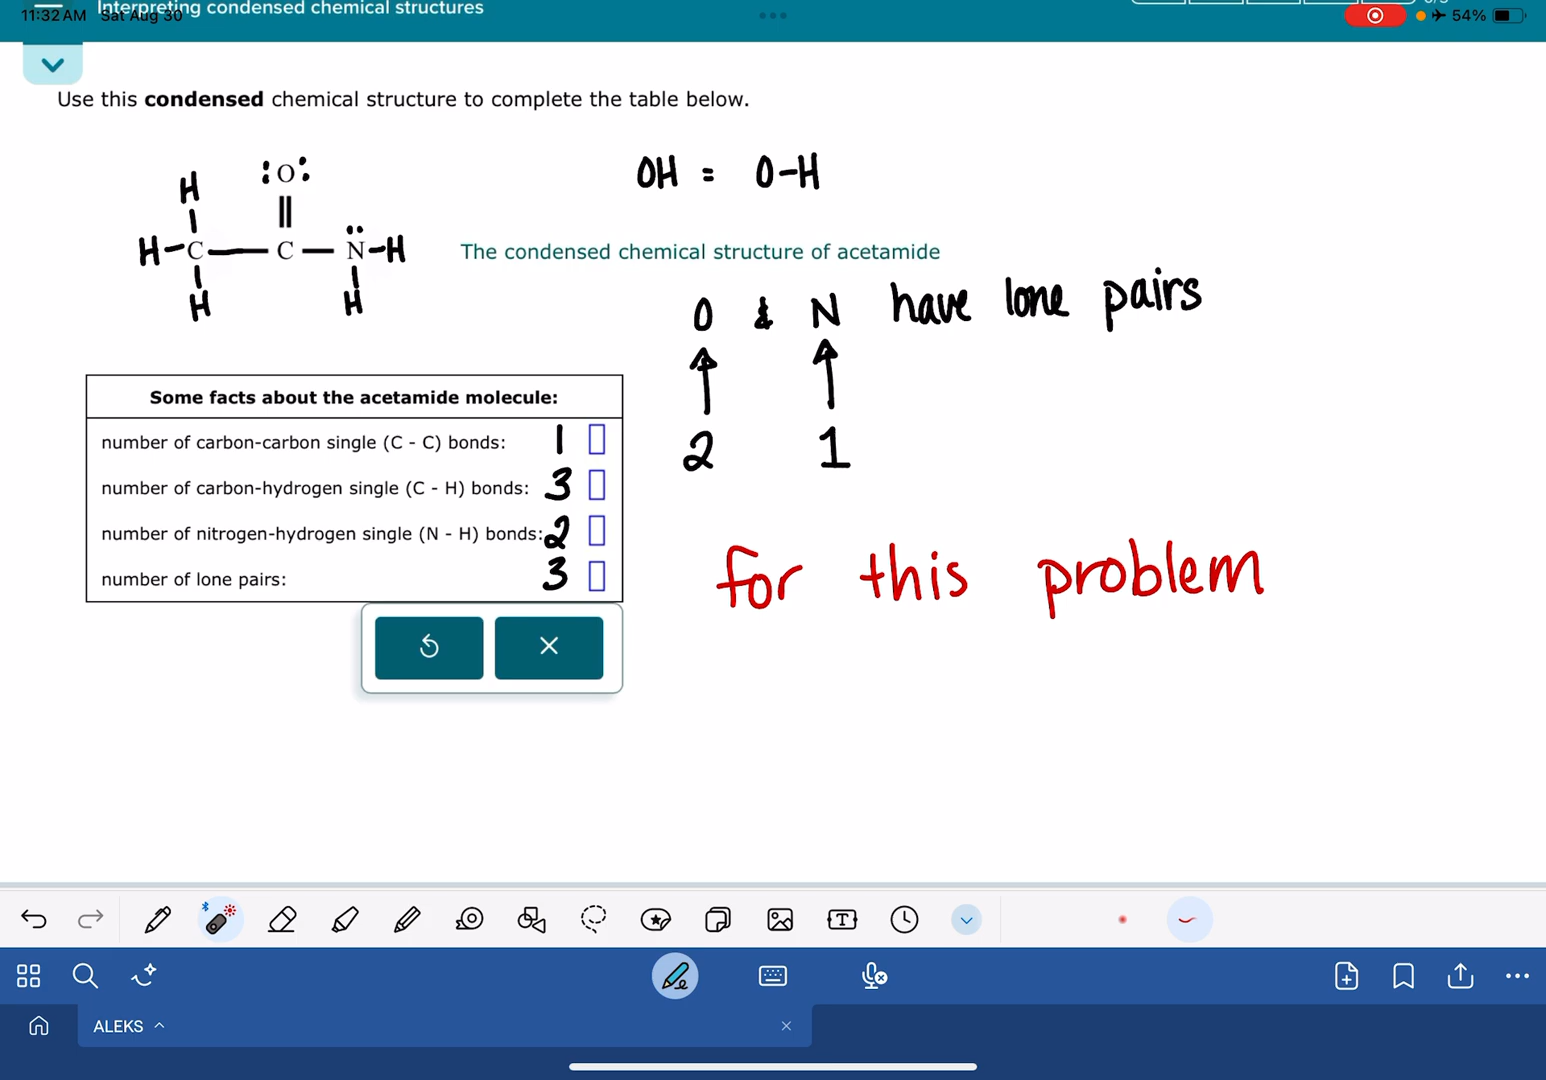 Interpreting condensed chemical structures
11:32 AM Sat Aug 30
54%
Use this condensed chemical structure to complete the table below.
OH = O-H
H :O:
||
H-C—C—N-H
H H
The condensed chemical structure of acetamide
O & N have lone pairs
2 1
Some facts about the acetamide molecule:
number of carbon-carbon single (C - C) bonds: 1
number of carbon-hydrogen single (C - H) bonds: 3
number of nitrogen-hydrogen single (N - H) bonds: 2
number of lone pairs: 3
for this problem
ALEKS